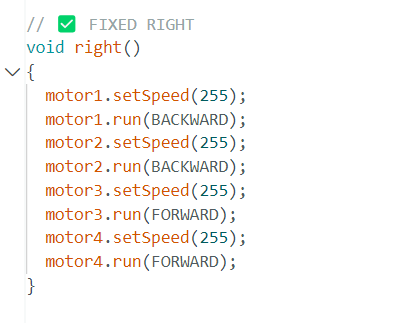 // ✅ FIXED RIGHT
void right()
{
  motor1.setSpeed(255);
  motor1.run(BACKWARD);
  motor2.setSpeed(255);
  motor2.run(BACKWARD);
  motor3.setSpeed(255);
  motor3.run(FORWARD);
  motor4.setSpeed(255);
  motor4.run(FORWARD);
}